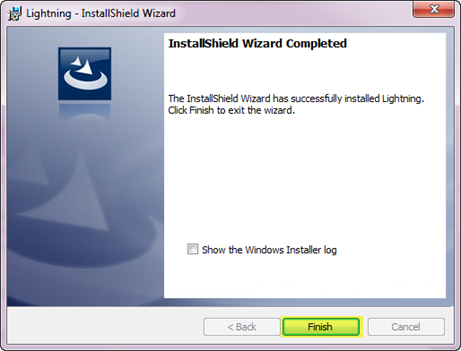 Lightning - InstallShield Wizard
InstallShield Wizard Completed
The InstallShield Wizard has successfully installed Lightning.
Click Finish to exit the wizard.
Show the Windows Installer log
< Back
Finish
Cancel